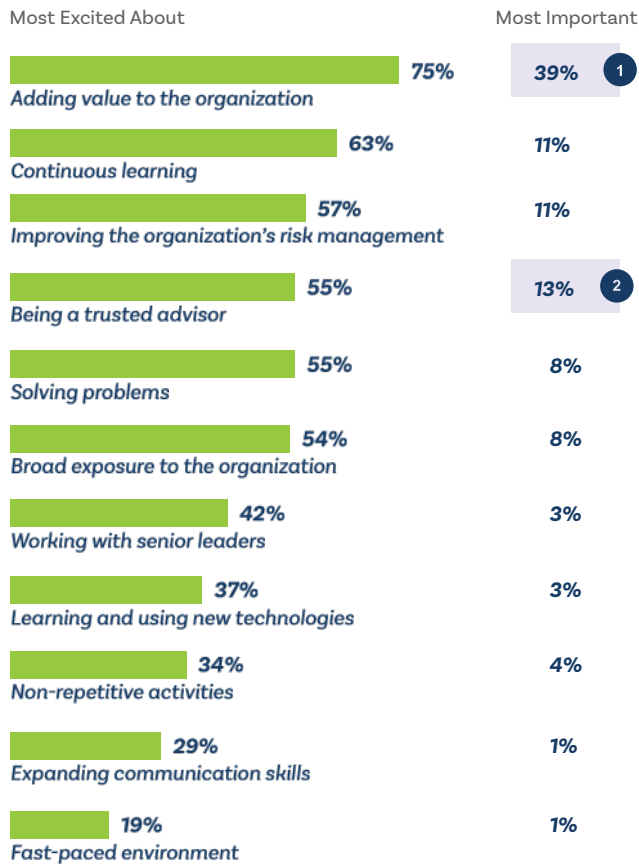 Most Excited About Most Important
75% 39% 1
Adding value to the organization
63% 11%
Continuous learning
57% 11%
Improving the organization's risk management
55% 13% 2
Being a trusted advisor
55% 8%
Solving problems
54% 8%
Broad exposure to the organization
42% 3%
Working with senior leaders
37% 3%
Learning and using new technologies
34% 4%
Non-repetitive activities
29% 1%
Expanding communication skills
19% 1%
Fast-paced environment